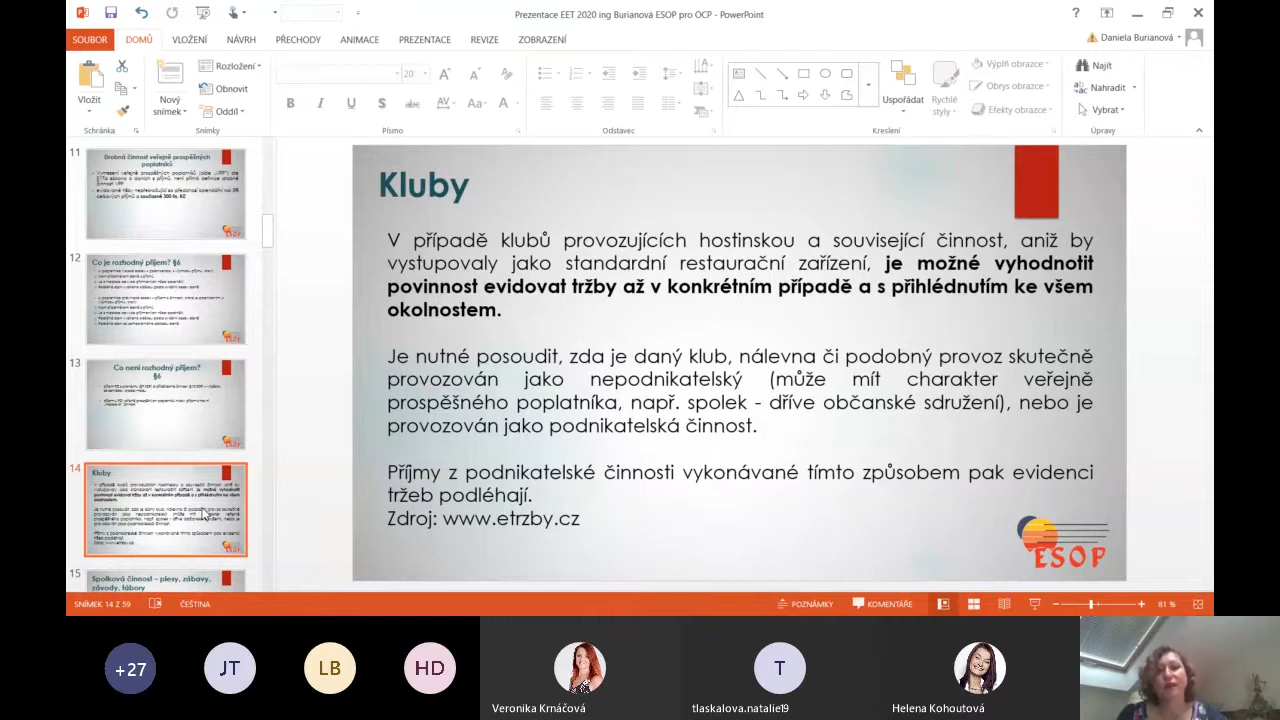 Prezentace EET 2020 ing Burianová ESOP pro OCP - PowerPoint
SOUBOR DOMŮ VLOŽENÍ NÁVRH PŘECHODY ANIMACE PREZENTACE REVIZE ZOBRAZENÍ
Daniela Burianová
Vložit
Nový snímek
Rozložení
Obnovit
Oddíl
20
Uspořádat
Rychlé styly
Výplň obrazce
Obrys obrazce
Efekty obrazce
Najít
Nahradit
Vybrat
Schránka Snímky Písmo Odstavec Kreslení Úpravy
11
Drobná činnost veřejně prospěšných
poplatníků
12
Co je rozhodný příjem? §6
13
Co není rozhodný příjem?
§6
14
Kluby
15
Spolková činnost – plesy, zábavy,
závody, tábory
Kluby
V případě klubů provozujících hostinskou a související činnost, aniž by
vystupovaly jako standardní restaurační zařízení, je možné vyhodnotit
povinnost evidovat tržby až v konkrétním případě a s přihlédnutím ke všem
okolnostem.
Je nutné posoudit, zda je daný klub, nálevna či podobný provoz skutečně
provozován jako nepodnikatelský (může mít charakter veřejně
prospěšného poplatníka, např. spolek - dříve občanské sdružení), nebo je
provozován jako podnikatelská činnost.
Příjmy z podnikatelské činnosti vykonávané tímto způsobem pak evidenci
tržeb podléhají.
Zdroj: www.etrzby.cz
ESOP
SNÍMEK 14 Z 59 ČEŠTINA POZNÁMKY KOMENTÁŘE 81 %
+27 JT LB HD T
Veronika Krnáčová tlaskalova.natalie19 Helena Kohoutová